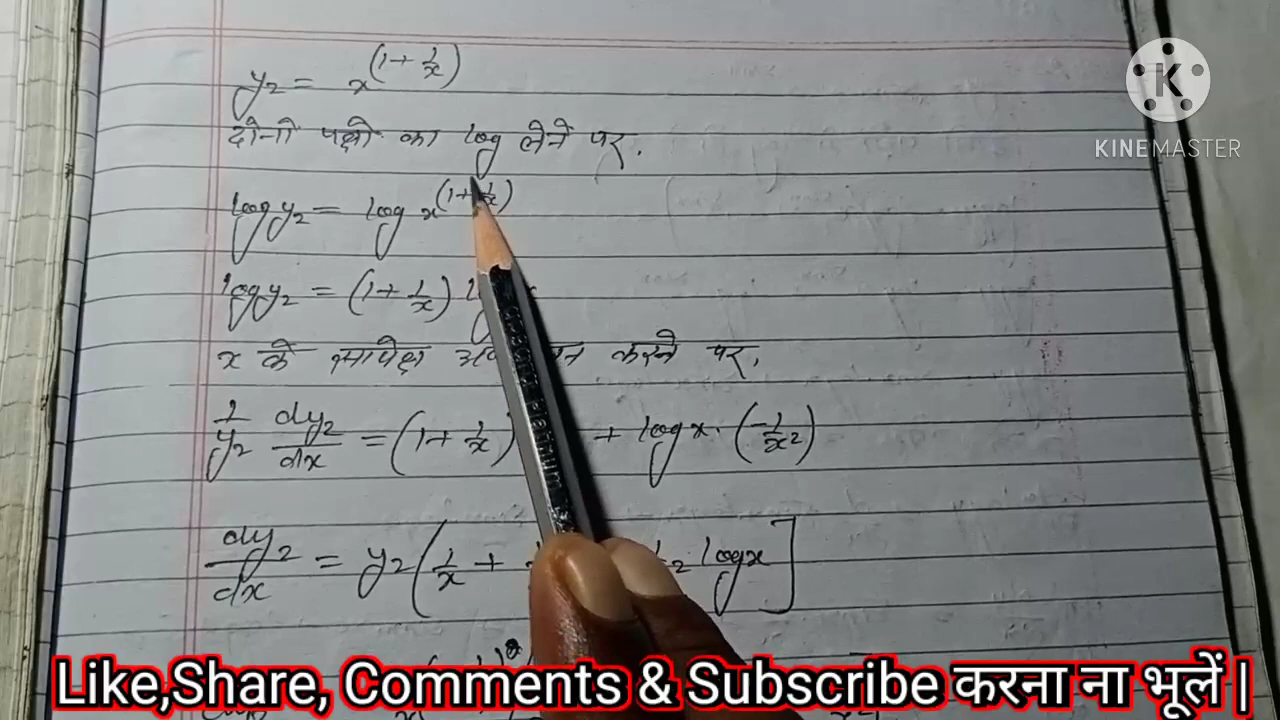 y₂ = x^(1+1/x)
दोनो पक्षो का log लेने पर.
log y₂ = log x^(1+1/x)
log y₂ = (1+1/x)
x के सापेक्ष करने पर.
1/y₂ dy₂/dx = (1+1/x) + log x. (-1/x²)
dy₂/dx = y₂ [1/x + log x]
K
KINEMASTER
Like,Share, Comments & Subscribe करना ना भूलें |